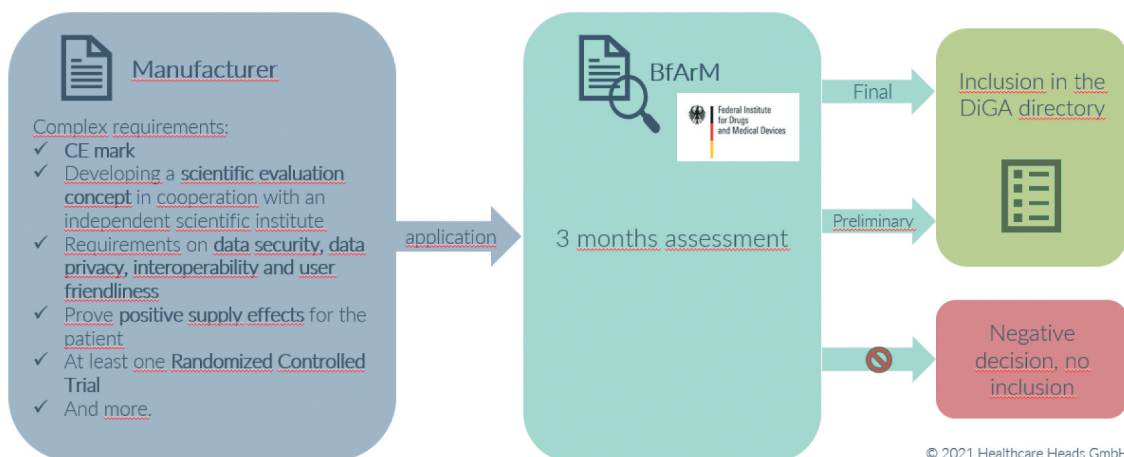 Manufacturer
Complex requirements:
✓ CE mark
✓ Developing a scientific evaluation
concept in cooperation with an
independent scientific institute
✓ Requirements on data security, data
privacy, interoperability and user
friendliness
✓ Prove positive supply effects for the
patient
✓ At least one Randomized Controlled
Trial
✓ And more.
application
BfArM
Federal Institute
for Drugs
and Medical Devices
3 months assessment
Final
Preliminary
Inclusion in the
DiGA directory
Negative
decision, no
inclusion
© 2021 Healthcare Heads GmbH